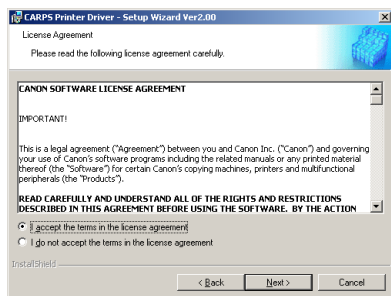 CARPS Printer Driver - Setup Wizard Ver2.00
License Agreement
Please read the following license agreement carefully.
CANON SOFTWARE LICENSE AGREEMENT
IMPORTANT!
This is a legal agreement ("Agreement") between you and Canon Inc. ("Canon") and governing
your use of Canon's software programs including the related manuals or any printed material
thereof (the "Software") for certain Canon's copying machines, printers and multifunctional
peripherals (the "Products").
READ CAREFULLY AND UNDERSTAND ALL OF THE RIGHTS AND RESTRICTIONS
DESCRIBED IN THIS AGREEMENT BEFORE USING THE SOFTWARE. BY THE ACTION
I accept the terms in the license agreement
I do not accept the terms in the license agreement
InstallShield
< Back Next > Cancel